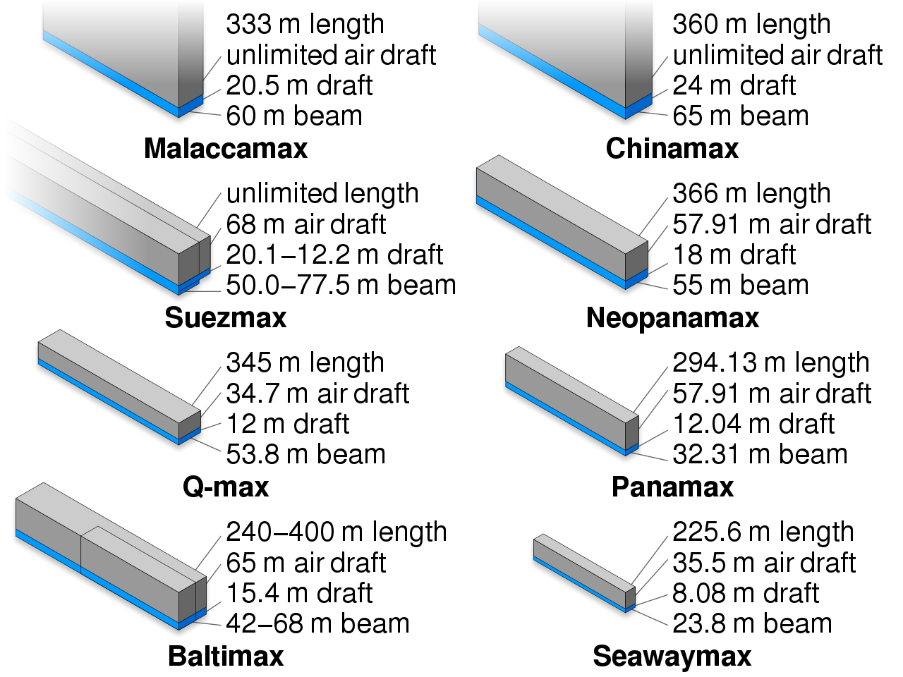 333 m length
unlimited air draft
20.5 m draft
60 m beam
Malaccamax
360 m length
unlimited air draft
24 m draft
65 m beam
Chinamax
unlimited length
68 m air draft
20.1–12.2 m draft
50.0–77.5 m beam
Suezmax
366 m length
57.91 m air draft
18 m draft
55 m beam
Neopanamax
345 m length
34.7 m air draft
12 m draft
53.8 m beam
Q-max
294.13 m length
57.91 m air draft
12.04 m draft
32.31 m beam
Panamax
240–400 m length
65 m air draft
15.4 m draft
42–68 m beam
Baltimax
225.6 m length
35.5 m air draft
8.08 m draft
23.8 m beam
Seawaymax